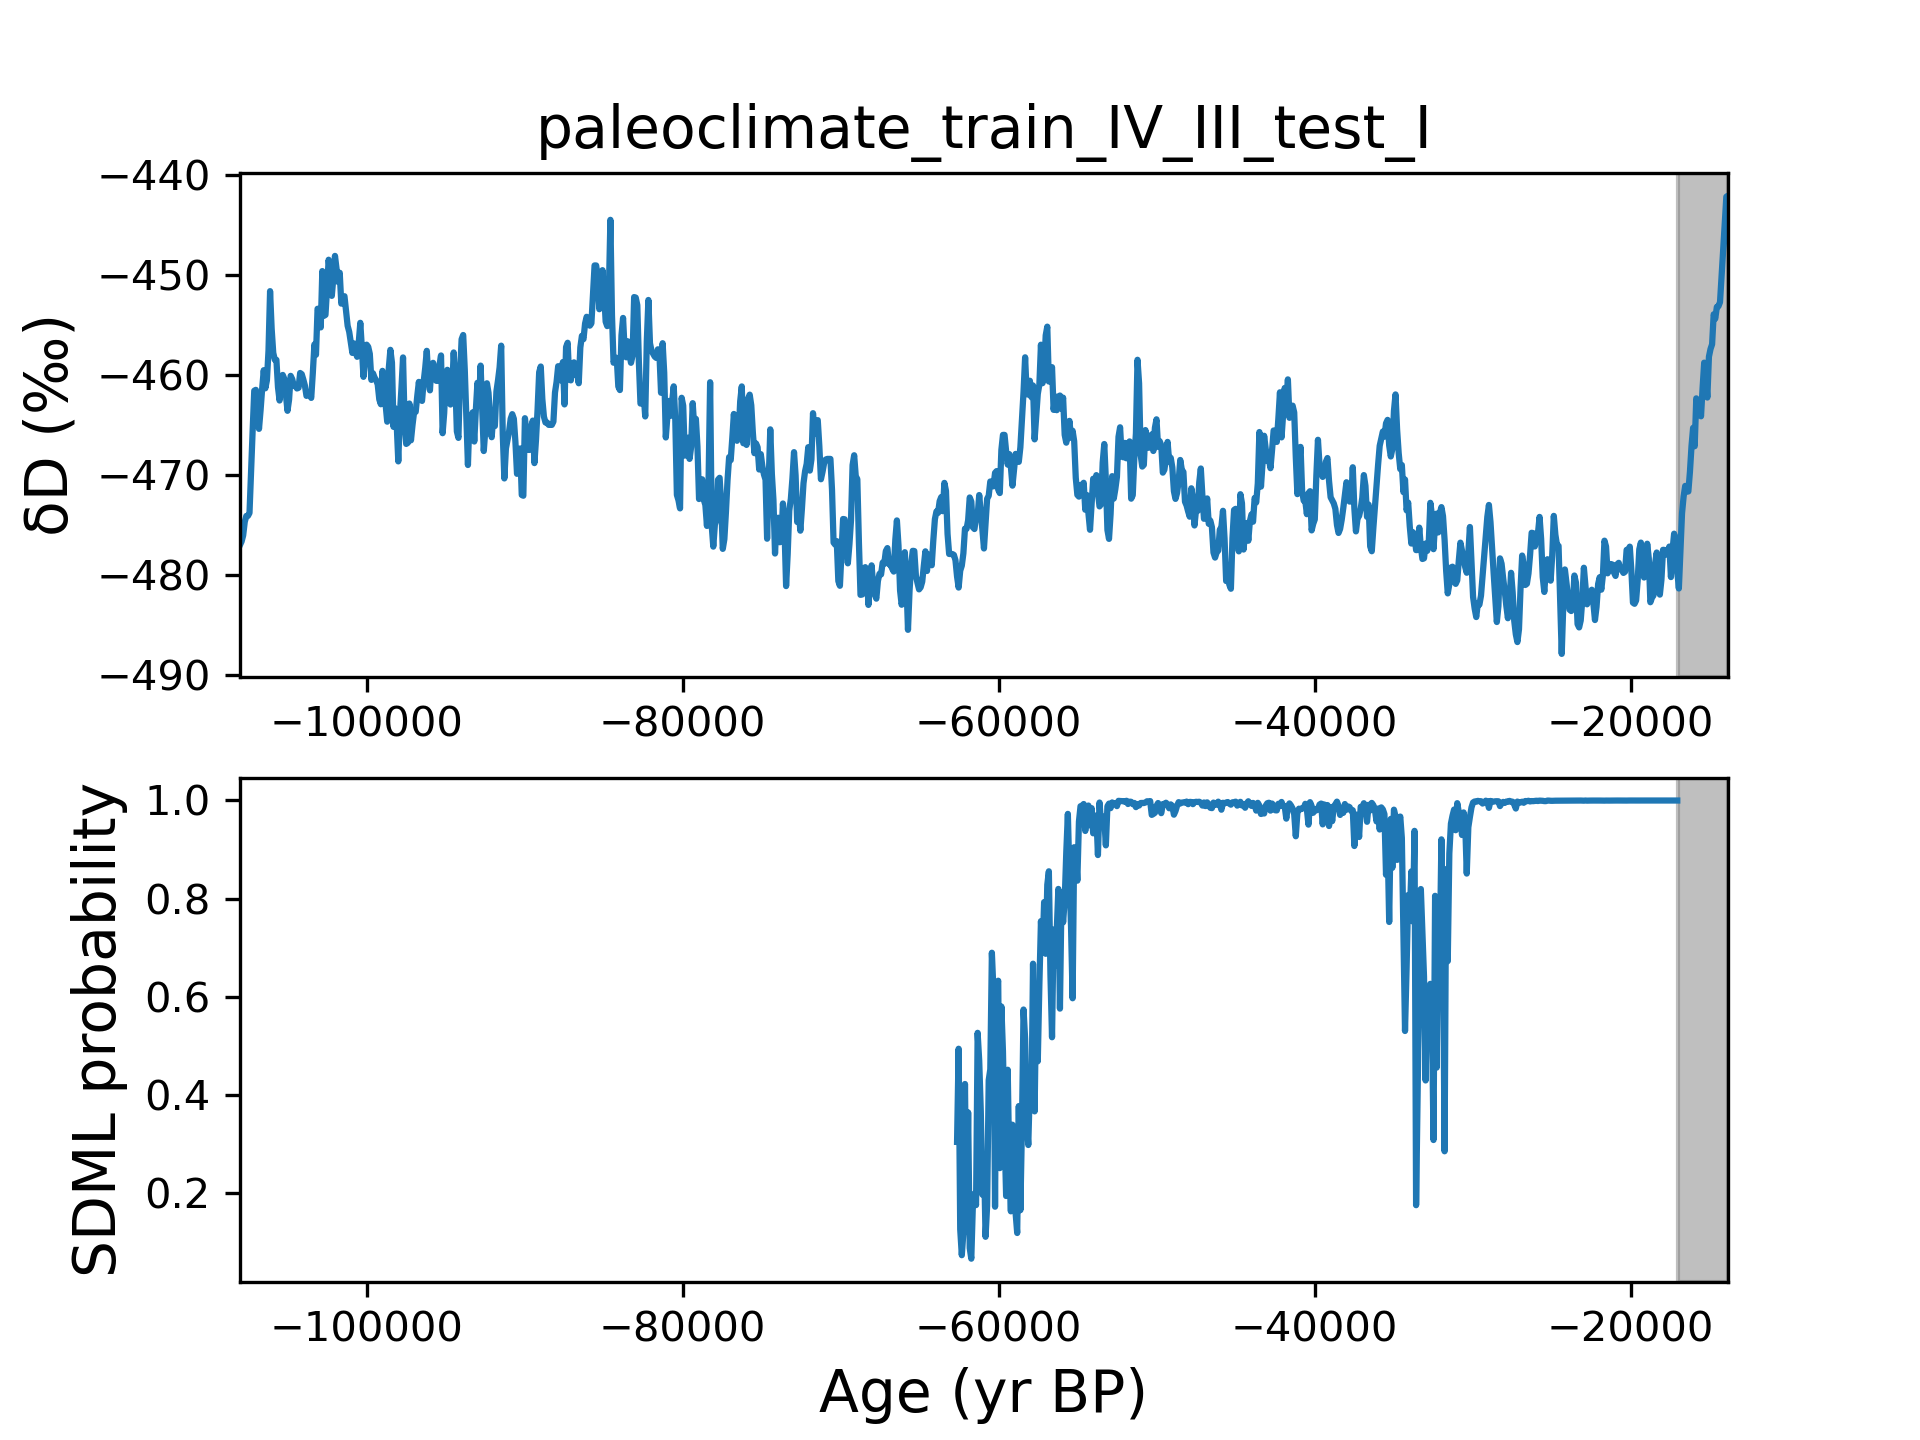 paleoclimate_train_IV_III_test_I
δD (‰)
−440
−450
−460
−470
−480
−490
−100000 −80000 −60000 −40000 −20000
SDML probability
1.0
0.8
0.6
0.4
0.2
−100000 −80000 −60000 −40000 −20000
Age (yr BP)